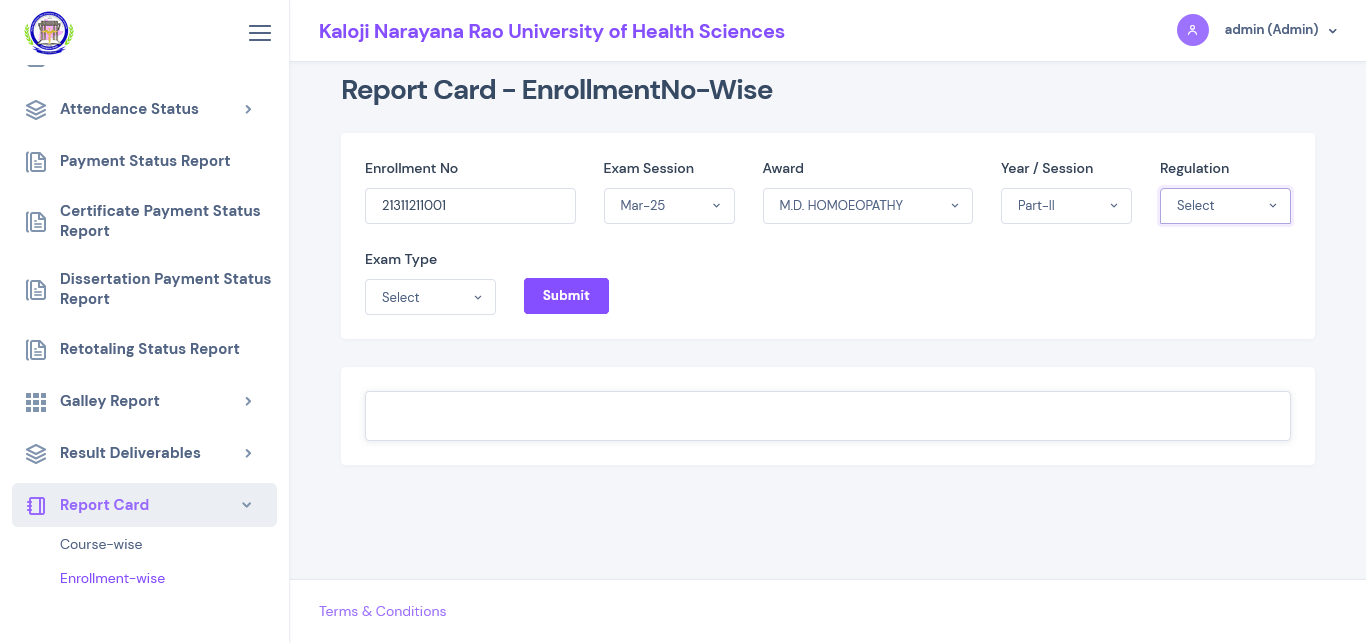 Kaloji Narayana Rao University of Health Sciences
admin (Admin)
Attendance Status
Payment Status Report
Certificate Payment Status
Report
Dissertation Payment Status
Report
Retotaling Status Report
Galley Report
Result Deliverables
Report Card
Course-wise
Enrollment-wise
Report Card - EnrollmentNo-Wise
Enrollment No
Exam Session
Award
Year / Session
Regulation
21311211001
Mar-25
M.D. HOMOEOPATHY
Part-II
Select
Exam Type
Select
Submit
Terms & Conditions